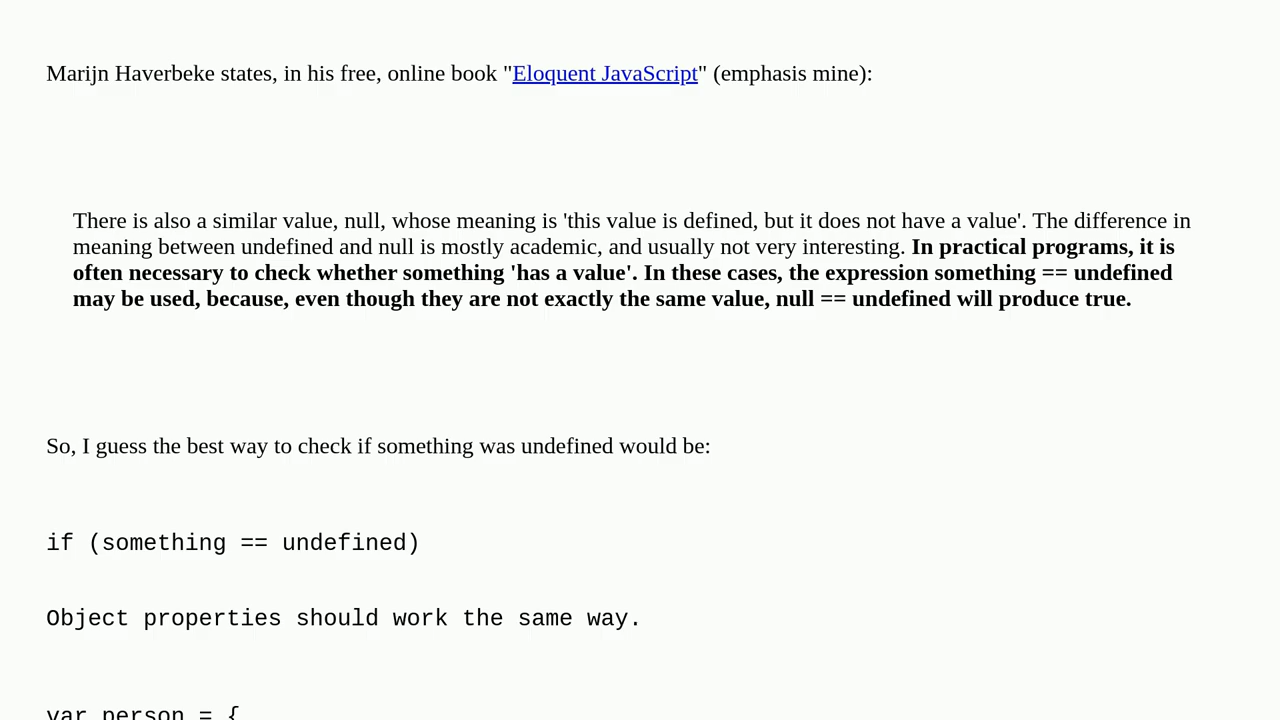 Marijn Haverbeke states, in his free, online book "Eloquent JavaScript" (emphasis mine):
There is also a similar value, null, whose meaning is 'this value is defined, but it does not have a value'. The difference in
meaning between undefined and null is mostly academic, and usually not very interesting. In practical programs, it is
often necessary to check whether something 'has a value'. In these cases, the expression something == undefined
may be used, because, even though they are not exactly the same value, null == undefined will produce true.
So, I guess the best way to check if something was undefined would be:
if (something == undefined)
Object properties should work the same way.
var person = {